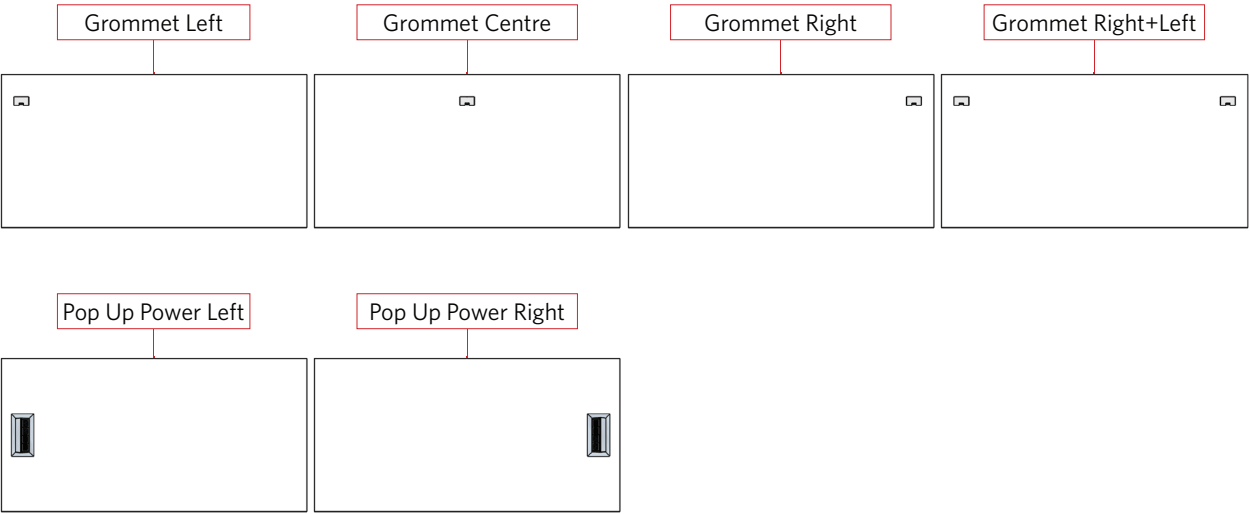 Grommet Left
Grommet Centre
Grommet Right
Grommet Right+Left
Pop Up Power Left
Pop Up Power Right